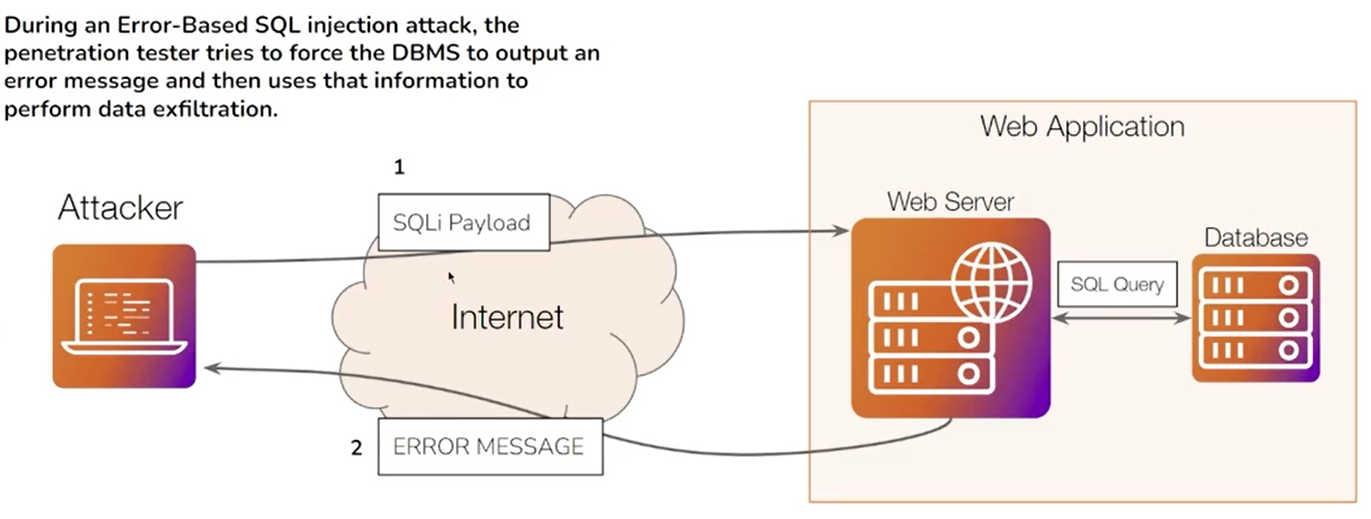 During an Error-Based SQL injection attack, the
penetration tester tries to force the DBMS to output an
error message and then uses that information to
perform data exfiltration.
Web Application
1
Attacker
SQLi Payload
Web Server
Database
SQL Query
Internet
2
ERROR MESSAGE